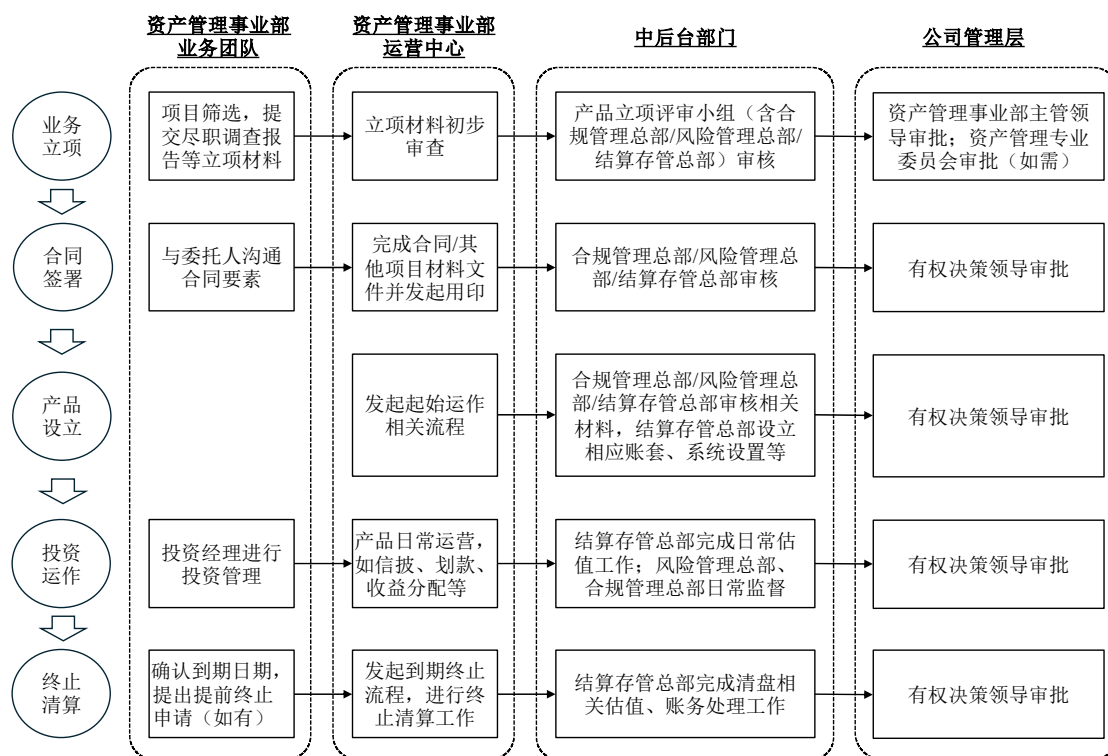 资产管理事业部
业务团队
资产管理事业部
运营中心
中后台部门
公司管理层
业务
立项
项目筛选，提
交尽职调查报
告等立项材料
立项材料初步
审查
产品立项评审小组（含合
规管理总部/风险管理总部/
结算存管总部）审核
资产管理事业部主管领
导审批；资产管理专业
委员会审批（如需）
合同
签署
与委托人沟通
合同要素
完成合同/其
他项目材料文
件并发起用印
合规管理总部/风险管理总
部/结算存管总部审核
有权决策领导审批
产品
设立
发起起始运作
相关流程
合规管理总部/风险管理总
部/结算存管总部审核相关
材料，结算存管总部设立
相应账套、系统设置等
有权决策领导审批
投资
运作
投资经理进行
投资管理
产品日常运营，
如信披、划款、
收益分配等
结算存管总部完成日常估
值工作；风险管理总部、
合规管理总部日常监督
有权决策领导审批
终止
清算
确认到期日期，
提出提前终止
申请（如有）
发起到期终止
流程，进行终
止清算工作
结算存管总部完成清盘相
关估值、账务处理工作
有权决策领导审批